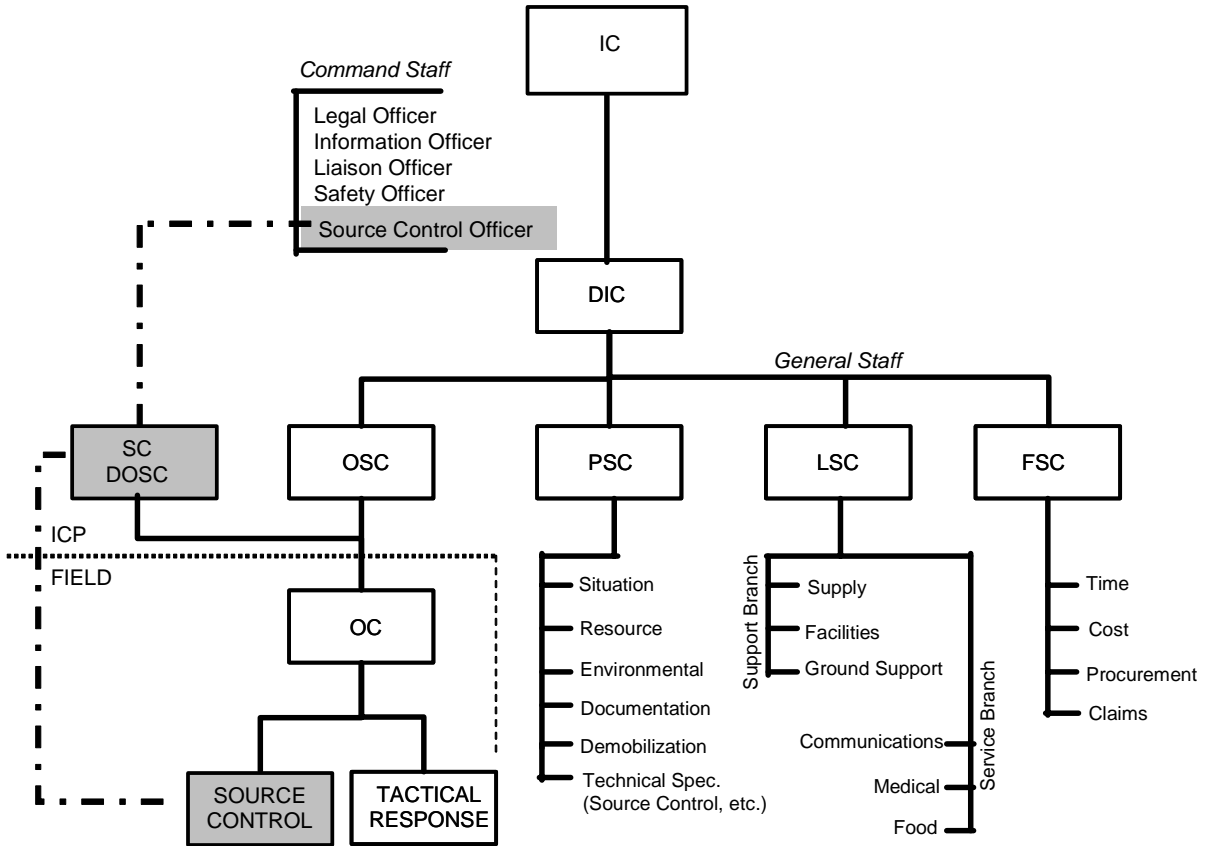 IC
Command Staff
Legal Officer
Information Officer
Liaison Officer
Safety Officer
Source Control Officer
DIC
General Staff
SC
DOSC
OSC
PSC
LSC
FSC
ICP
FIELD
OC
SOURCE
CONTROL
TACTICAL
RESPONSE
Situation
Resource
Environmental
Documentation
Demobilization
Technical Spec.
(Source Control, etc.)
Support Branch
Supply
Facilities
Ground Support
Service Branch
Communications
Medical
Food
Time
Cost
Procurement
Claims